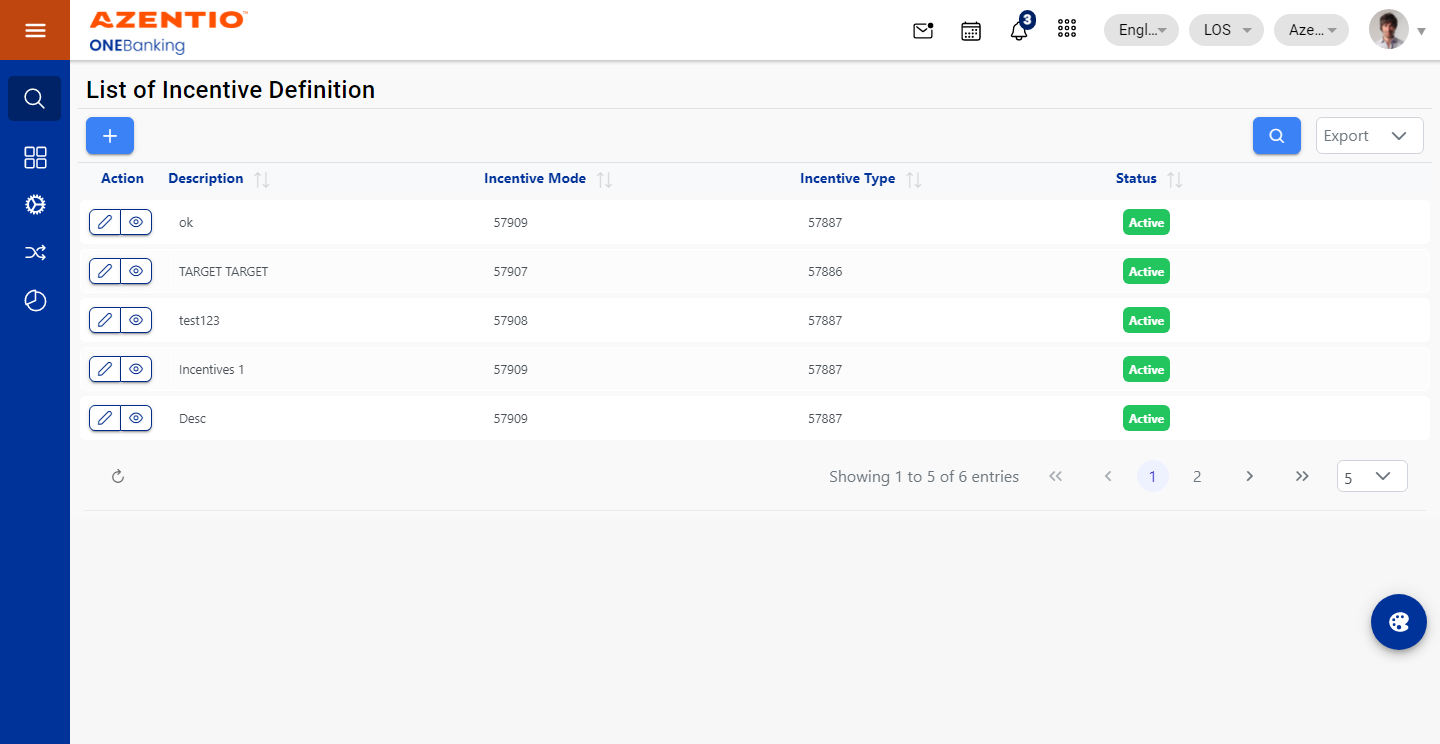 AZENTIO™
ONEBanking
3
Engl...
LOS
Aze...
List of Incentive Definition
Export
Action Description Incentive Mode Incentive Type Status
ok 57909 57887 Active
TARGET TARGET 57907 57886 Active
test123 57908 57887 Active
Incentives 1 57909 57887 Active
Desc 57909 57887 Active
Showing 1 to 5 of 6 entries 1 2 5